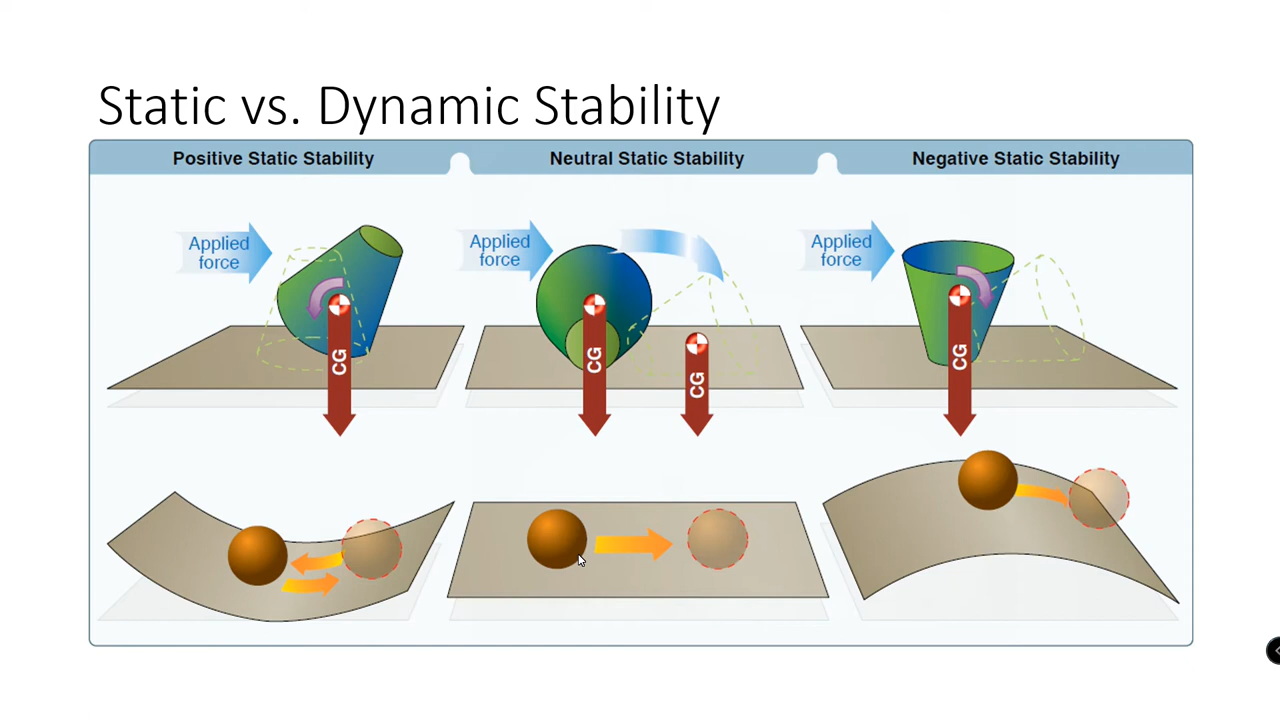 Static vs. Dynamic Stability
Positive Static Stability
Neutral Static Stability
Negative Static Stability
Applied
force
CG
Applied
force
CG
CG
Applied
force
CG